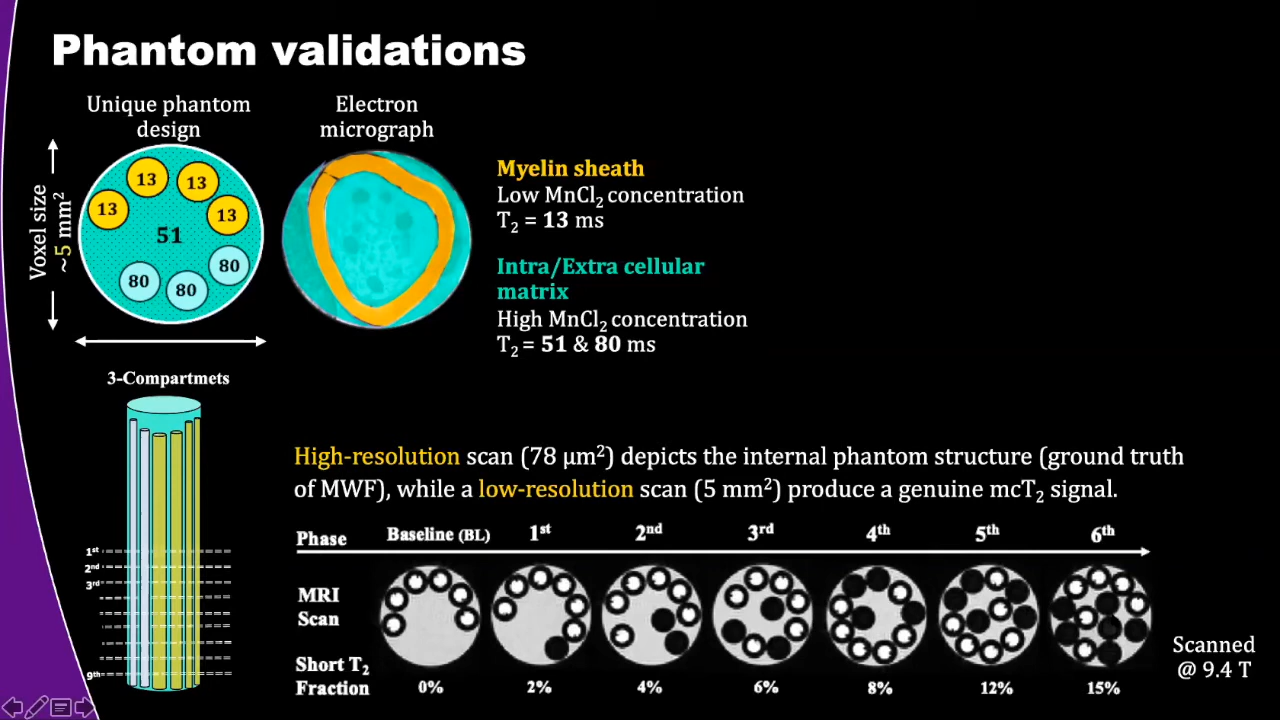 Phantom validations
Unique phantom
design
Electron
micrograph
Voxel size
~5 mm²
13
13
13
13
51
80
80
80
Myelin sheath
Low MnCl₂ concentration
T₂ = 13 ms
Intra/Extra cellular
matrix
High MnCl₂ concentration
T₂ = 51 & 80 ms
3-Compartmets
1st
2nd
3rd
9th
High-resolution scan (78 μm²) depicts the internal phantom structure (ground truth
of MWF), while a low-resolution scan (5 mm²) produce a genuine mcT₂ signal.
Phase Baseline (BL) 1st 2nd 3rd 4th 5th 6th
MRI
Scan
Short T₂
Fraction 0% 2% 4% 6% 8% 12% 15%
Scanned
@ 9.4 T